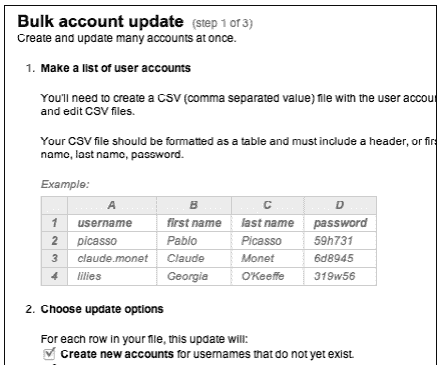 Bulk account update (step 1 of 3)
Create and update many accounts at once.
1. Make a list of user accounts
You'll need to create a CSV (comma separated value) file with the user
and edit CSV files.
Your CSV file should be formatted as a table and must include a header, or
name, last name, password.
Example:
A B C D
1 username first name last name password
2 picasso Pablo Picasso 59h731
3 claude.monet Claude Monet 6d8945
4 lilies Georgia O'Keeffe 319w56
2. Choose update options
For each row in your file, this update will:
Create new accounts for usernames that do not yet exist.